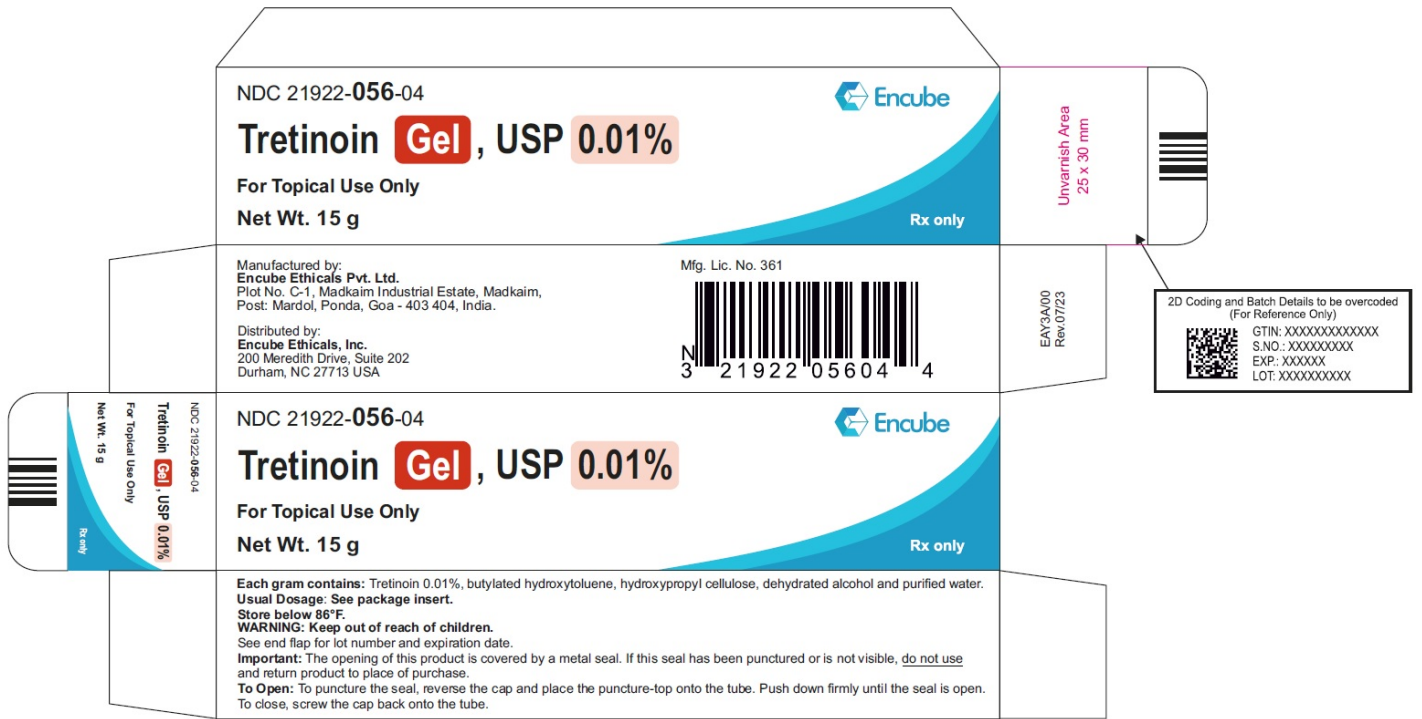 NDC 21922-056-04
Encube
Tretinoin Gel , USP 0.01%
For Topical Use Only
Net Wt. 15 g
Rx only
Unvarnish Area
25 x 30 mm
Manufactured by:
Encube Ethicals Pvt. Ltd.
Plot No. C-1, Madkaim Industrial Estate, Madkaim,
Post: Mardol, Ponda, Goa - 403 404, India.
Distributed by:
Encube Ethicals, Inc.
200 Meredith Drive, Suite 202
Durham, NC 27713 USA
Mfg. Lic. No. 361
N
3 21922 05604 4
EAY3A/00
Rev.07/23
2D Coding and Batch Details to be overcoded
(For Reference Only)
GTIN: XXXXXXXXXXXXX
S.NO.: XXXXXXXXX
EXP.: XXXXXX
LOT: XXXXXXXXXX
NDC 21922-056-04
Tretinoin Gel , USP 0.01%
For Topical Use Only
Net Wt. 15 g
Rx only
NDC 21922-056-04
Encube
Tretinoin Gel , USP 0.01%
For Topical Use Only
Net Wt. 15 g
Rx only
Each gram contains: Tretinoin 0.01%, butylated hydroxytoluene, hydroxypropyl cellulose, dehydrated alcohol and purified water.
Usual Dosage: See package insert.
Store below 86°F.
WARNING: Keep out of reach of children.
See end flap for lot number and expiration date.
Important: The opening of this product is covered by a metal seal. If this seal has been punctured or is not visible, do not use
and return product to place of purchase.
To Open: To puncture the seal, reverse the cap and place the puncture-top onto the tube. Push down firmly until the seal is open.
To close, screw the cap back onto the tube.